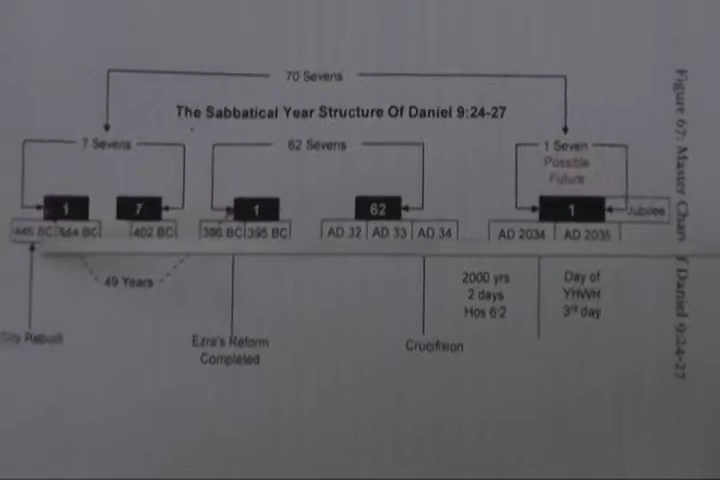 70 Sevens
The Sabbatical Year Structure Of Daniel 9:24-27
7 Sevens
62 Sevens
1 Seven
Possible
Future
1
7
1
62
1
Jubilee
446 BC 444 BC
402 BC
396 BC 395 BC
AD 32 AD 33 AD 34
AD 2034 AD 2035
49 Years
2000 yrs
2 days
Hos 6:2
Day of
YHWH
3rd day
City Rebuilt
Ezra's Reform
Completed
Crucifixion
Figure 67: Master Chart f Daniel 9:24-27